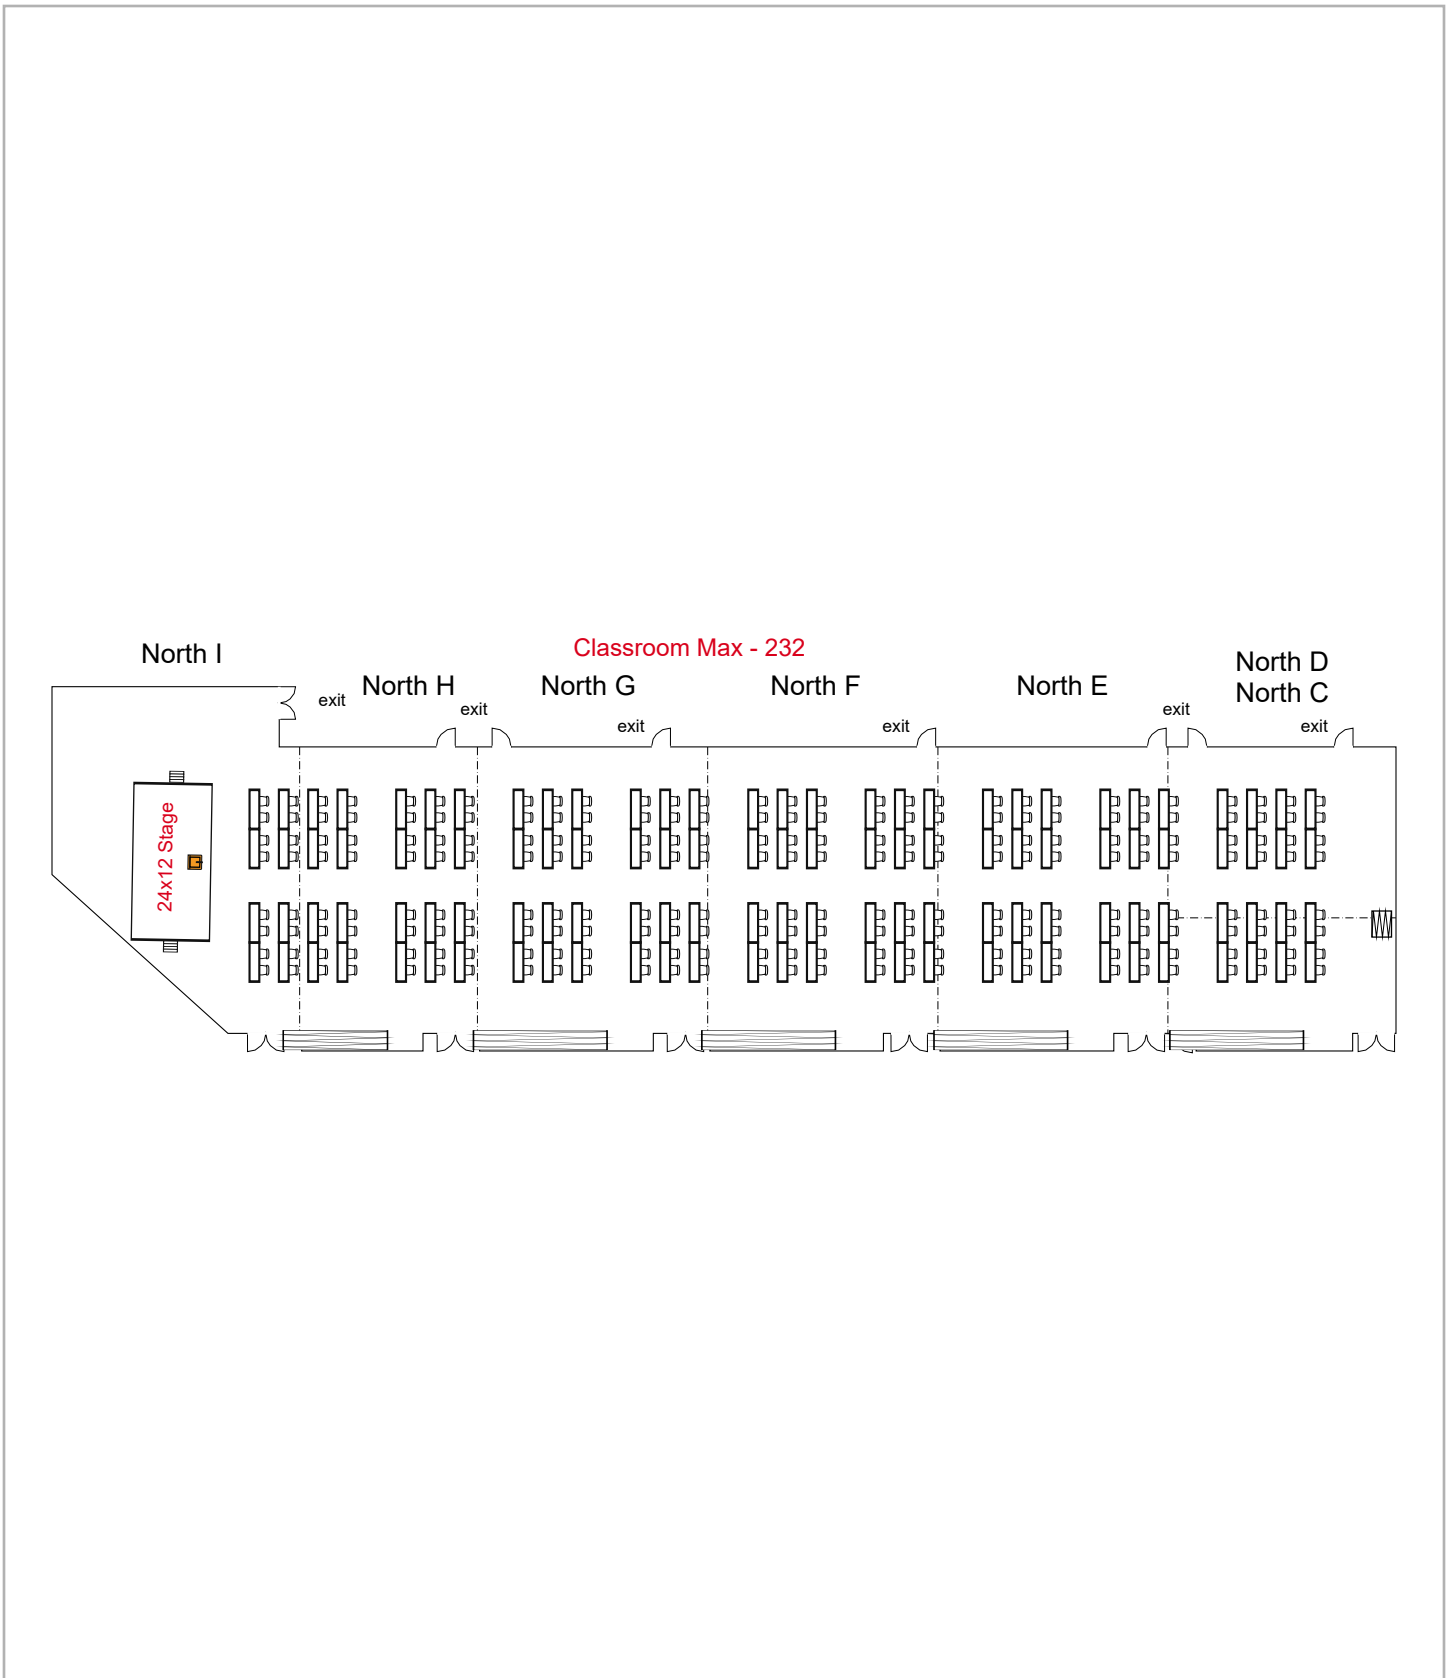 Classroom Max - 232
North I
North H
North G
North F
North E
North D
North C
exit
exit
exit
exit
exit
exit
24x12 Stage